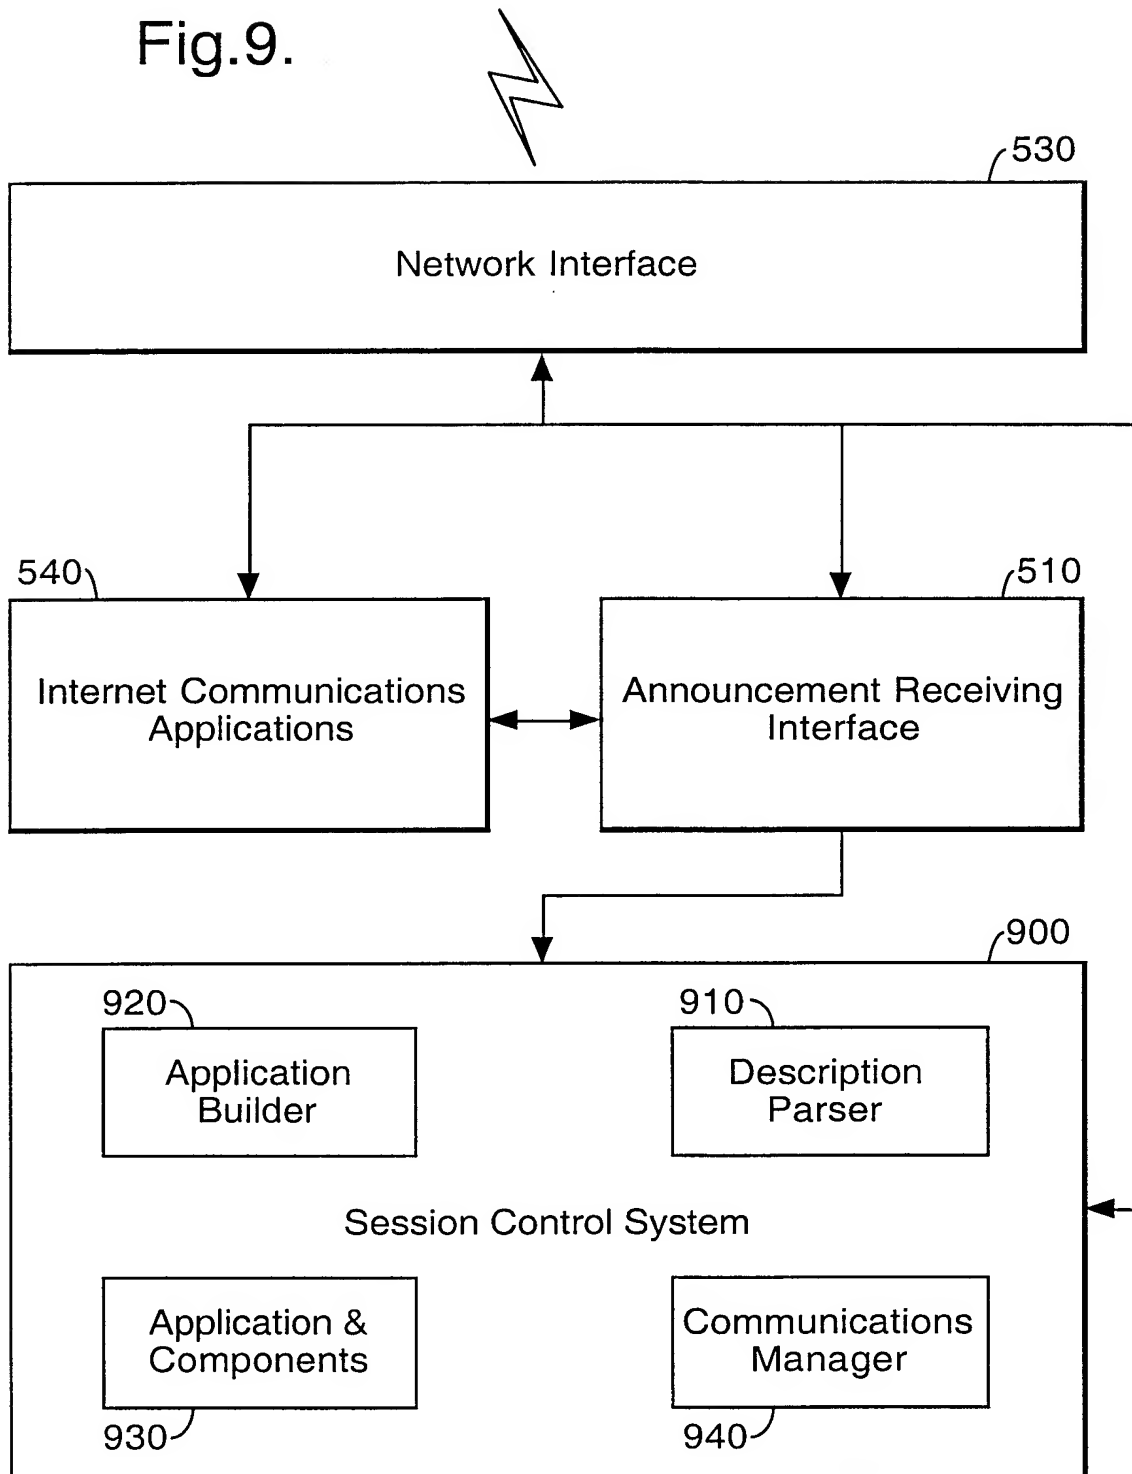 Fig.9.
530
Network Interface
540
510
Internet Communications
Applications
Announcement Receiving
Interface
900
920
910
Application
Builder
Description
Parser
Session Control System
Application &
Components
Communications
Manager
930
940